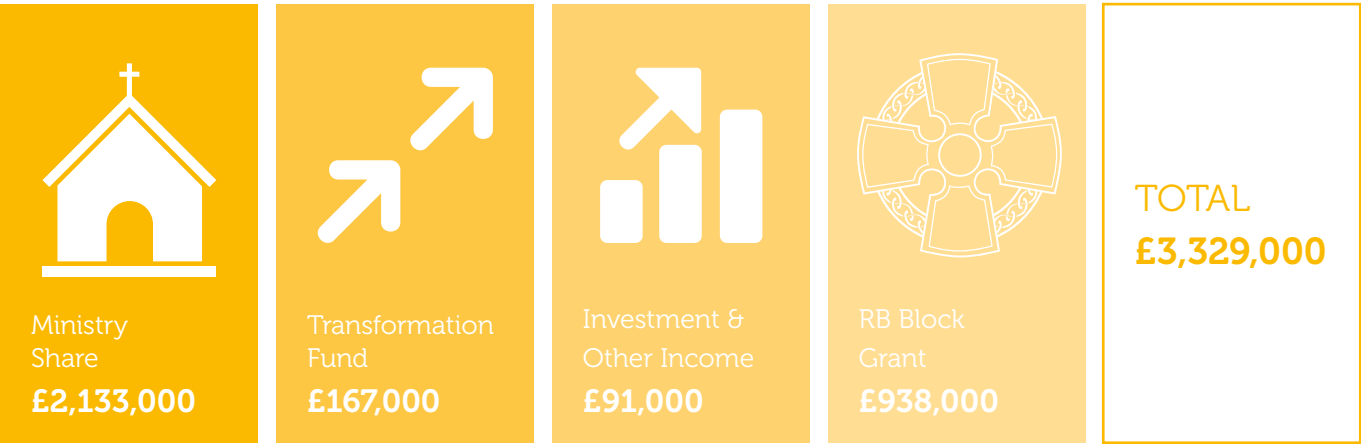 Ministry
Share
£2,133,000
Transformation
Fund
£167,000
Investment &
Other Income
£91,000
RB Block
Grant
£938,000
TOTAL
£3,329,000